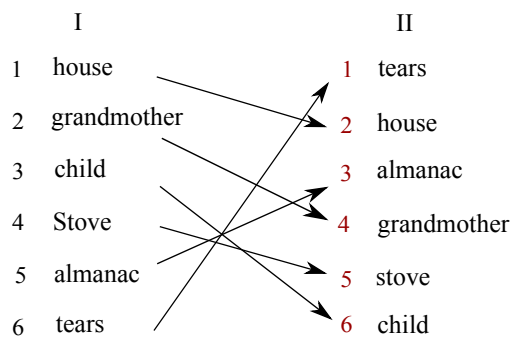 I II
1 house 1 tears
2 grandmother 2 house
3 child 3 almanac
4 Stove 4 grandmother
5 almanac 5 stove
6 tears 6 child